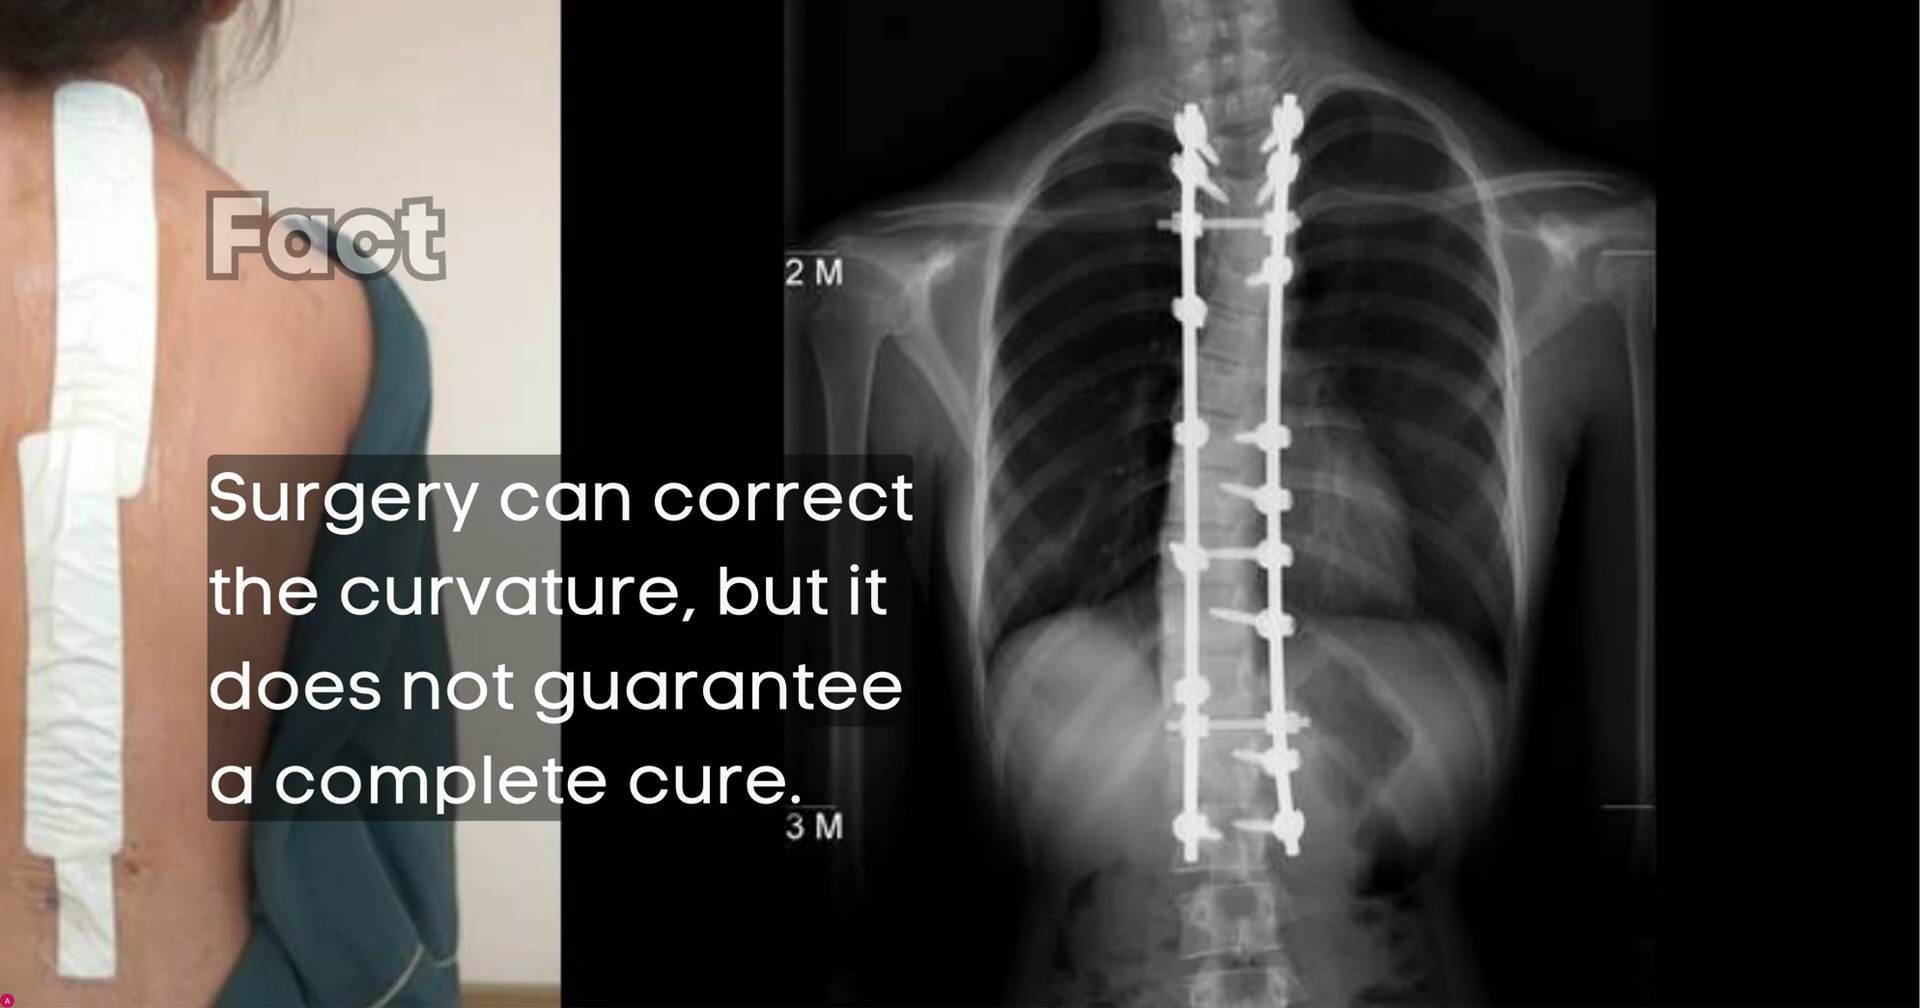 Fact
2 M
Surgery can correct
the curvature, but it
does not guarantee
a complete cure.
3 M
A